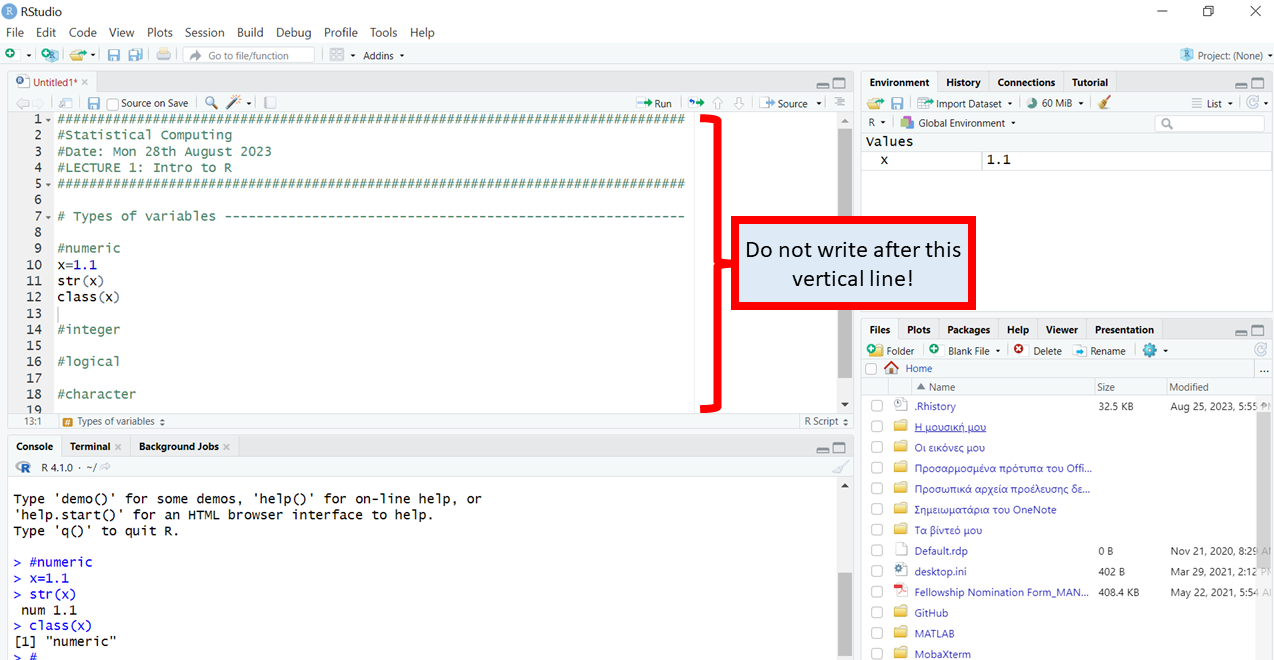 RStudio
File Edit Code View Plots Session Build Debug Profile Tools Help
Go to file/function Addins Project: (None)
Untitled1*
Source on Save Run Source
1 ################################################################################
2 #Statistical Computing
3 #Date: Mon 28th August 2023
4 #LECTURE 1: Intro to R
5 ################################################################################
6
7 # Types of variables ----------------------------------------------------------
8
9 #numeric
10 x=1.1
11 str(x)
12 class(x)
13
14 #integer
15
16 #logical
17
18 #character
19
13:1 # Types of variables R Script
Do not write after this
vertical line!
Console Terminal Background Jobs
R R 4.1.0 · ~/
Type 'demo()' for some demos, 'help()' for on-line help, or
'help.start()' for an HTML browser interface to help.
Type 'q()' to quit R.
> #numeric
> x=1.1
> str(x)
num 1.1
> class(x)
[1] "numeric"
> #
Environment History Connections Tutorial
Import Dataset 60 MiB List
R Global Environment
Values
x 1.1
Files Plots Packages Help Viewer Presentation
Folder Blank File Delete Rename
Home ...
Name Size Modified
.Rhistory 32.5 KB Aug 25, 2023, 5:55 P
Η μουσική μου
Οι εικόνες μου
Προσαρμοσμένα πρότυπα του Offi...
Προσωπικά αρχεία προέλευσης δε...
Σημειωματάρια του OneNote
Τα βίντεό μου
Default.rdp 0 B Nov 21, 2020, 8:29 A
desktop.ini 402 B Mar 29, 2021, 2:12 P
Fellowship Nomination Form_MAN... 408.4 KB May 22, 2021, 5:54 A
GitHub
MATLAB
MobaXterm